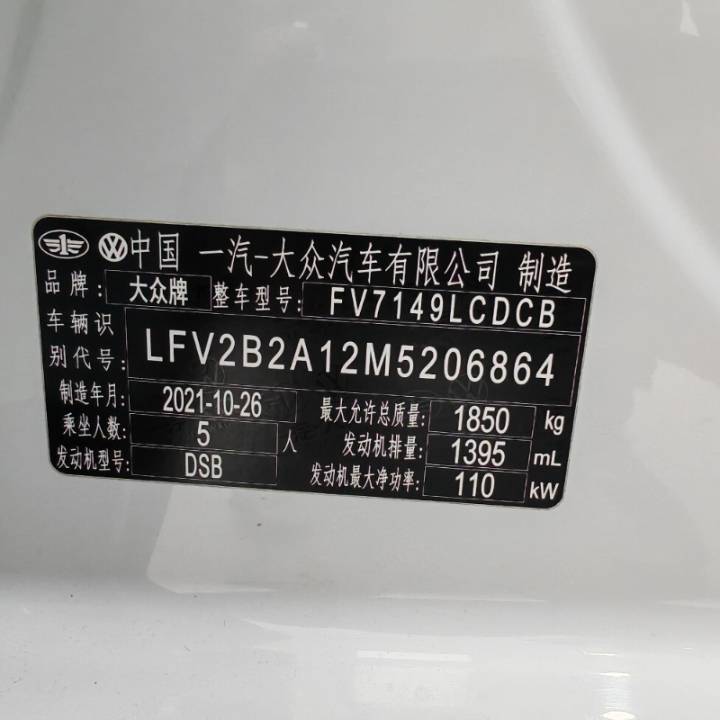 中国 一汽-大众汽车有限公司 制造
品牌: 大众牌 整车型号: FV7149LCDCB
车辆识别代号: LFV2B2A12M5206864
制造年月: 2021-10-26 最大允许总质量: 1850 kg
乘坐人数: 5 人 发动机排量: 1395 mL
发动机型号: DSB 发动机最大净功率: 110 kW